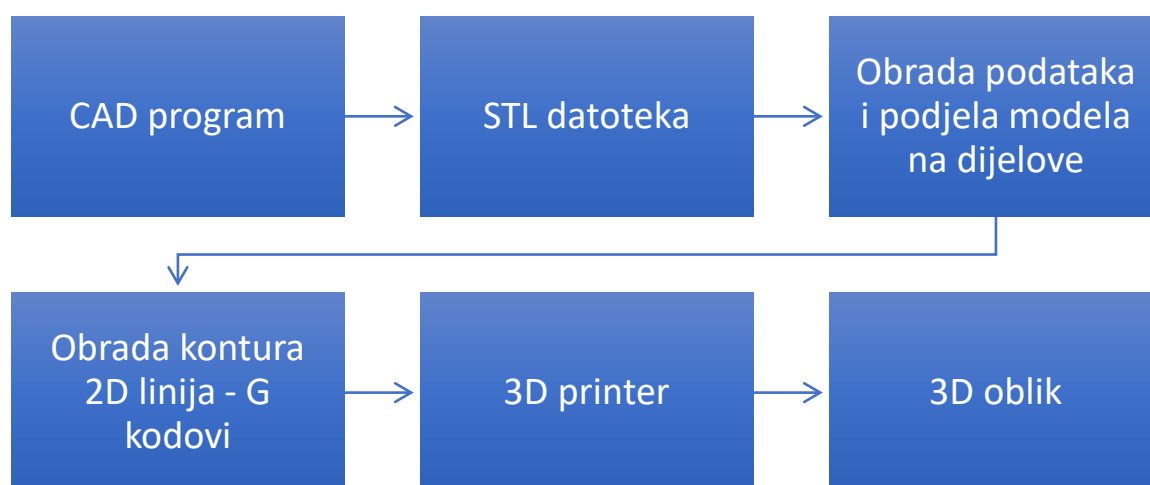 CAD program
STL datoteka
Obrada podataka
i podjela modela
na dijelove
Obrada kontura
2D linija - G
kodovi
3D printer
3D oblik